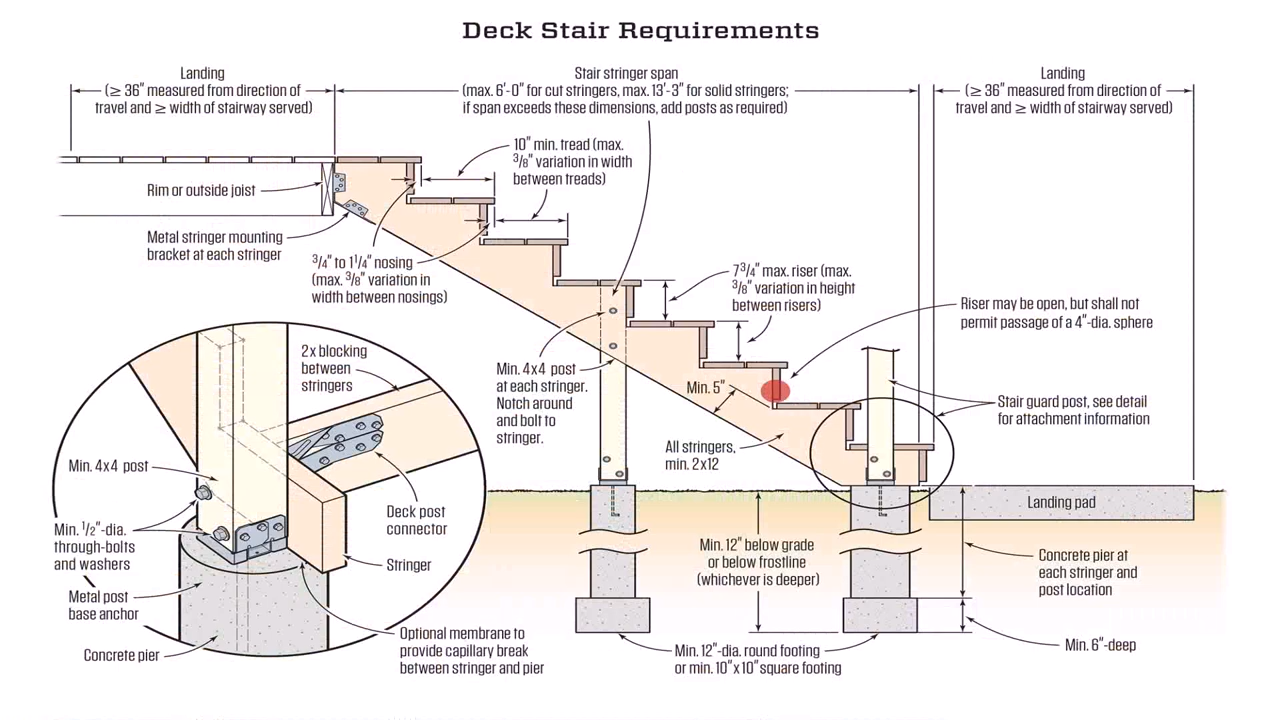 Deck Stair Requirements
Landing
(≥ 36" measured from direction of
travel and ≥ width of stairway served)
Stair stringer span
(max. 6'-0" for cut stringers, max. 13'-3" for solid stringers;
if span exceeds these dimensions, add posts as required)
Landing
(≥ 36" measured from direction of
travel and ≥ width of stairway served)
10" min. tread (max.
3/8" variation in width
between treads)
Rim or outside joist
Metal stringer mounting
bracket at each stringer
3/4" to 1 1/4" nosing
(max. 3/8" variation in
width between nosings)
7 3/4" max. riser (max.
3/8" variation in height
between risers)
Riser may be open, but shall not
permit passage of a 4"-dia. sphere
2x blocking
between
stringers
Min. 4x4 post
at each stringer.
Notch around
and bolt to
stringer.
Min. 5"
Stair guard post, see detail
for attachment information
All stringers,
min. 2x12
Min. 4x4 post
Deck post
connector
Landing pad
Min. 1/2"-dia.
through-bolts
and washers
Stringer
Min. 12" below grade
or below frostline
(whichever is deeper)
Concrete pier at
each stringer and
post location
Metal post
base anchor
Concrete pier
Optional membrane to
provide capillary break
between stringer and pier
Min. 12"-dia. round footing
or min. 10"x10" square footing
Min. 6"-deep